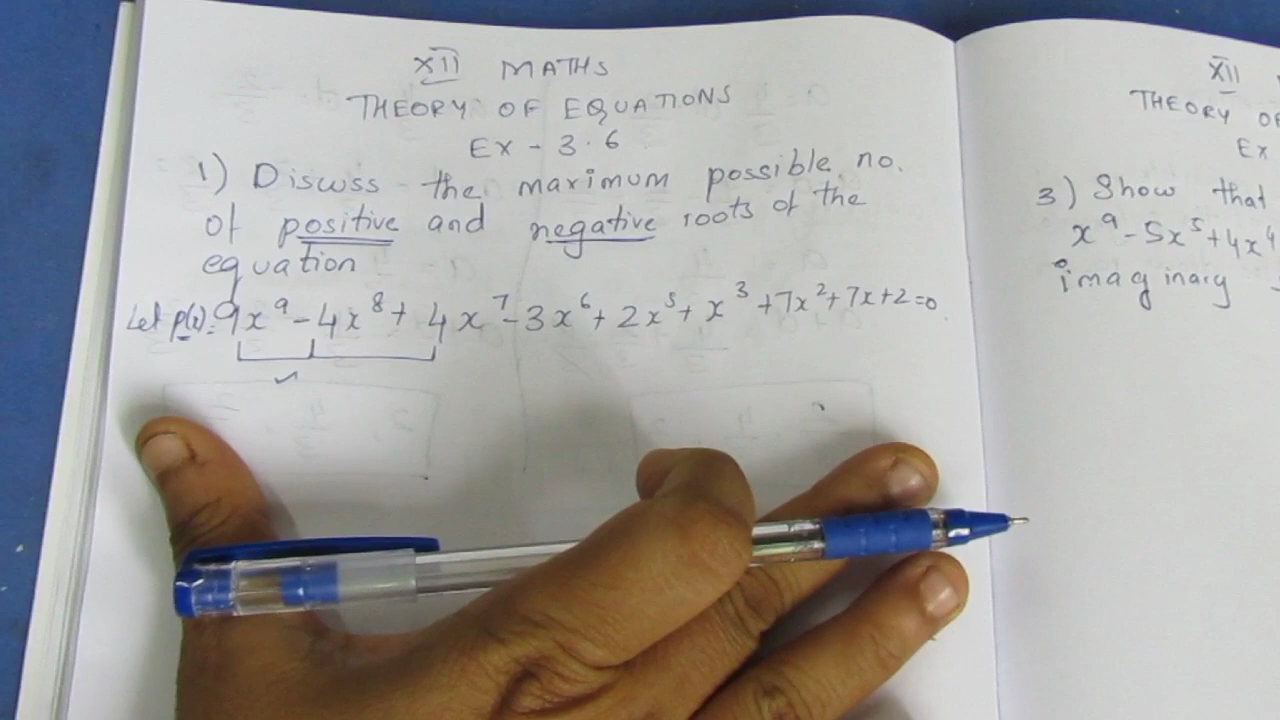 XII MATHS
THEORY OF EQUATIONS
EX - 3.6
1) Discuss the maximum possible no.
of positive and negative roots of the
equation
Let p(x): 9x⁹ - 4x⁸ + 4x⁷ - 3x⁶ + 2x⁵ + x³ + 7x² + 7x + 2 = 0.
XII
THEORY OF
EX
3) Show that
x⁹ - 5x⁵ + 4x⁴
imaginary